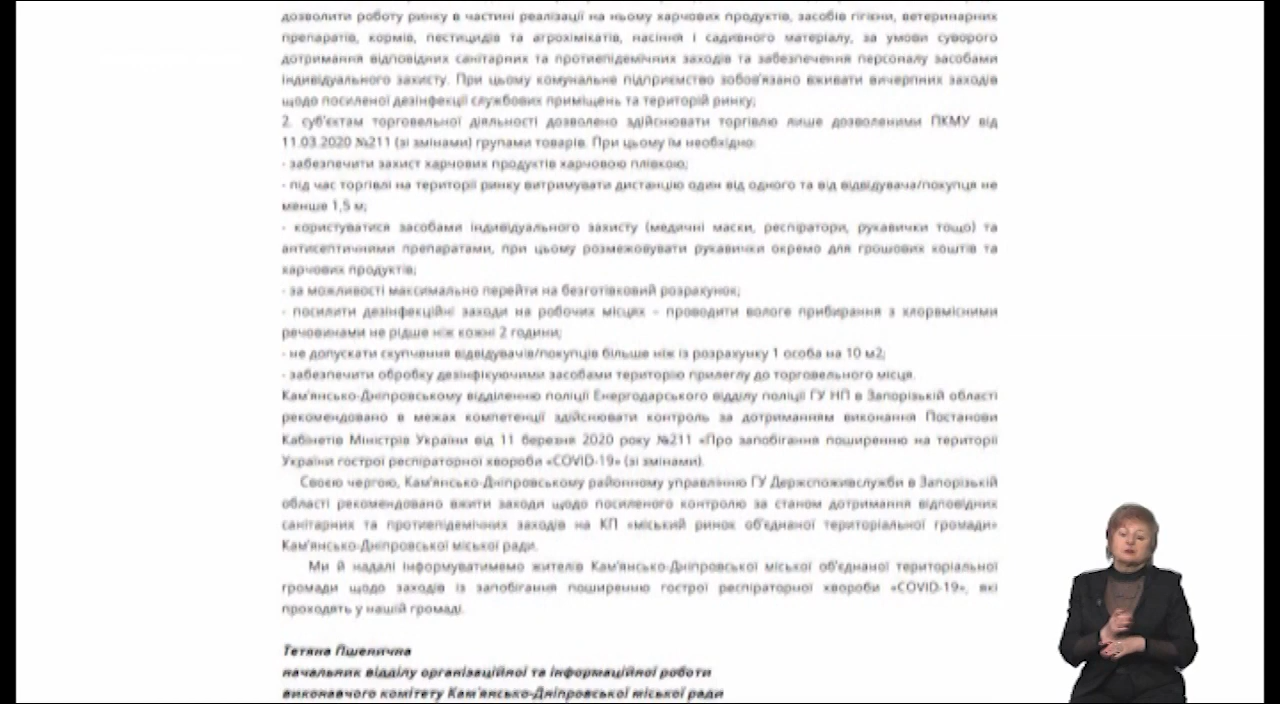 дозволити роботу ринку в частині реалізації на ньому харчових продуктів, засобів гігієни, ветеринарних
препаратів, кормів, пестицидів та агрохімікатів, насіння і садивного матеріалу, за умови суворого
дотримання відповідних санітарних та протиепідемічних заходів та забезпечення персоналу засобами
індивідуального захисту. При цьому комунальне підприємство зобов'язано вживати вичерпних заходів
щодо посиленої дезінфекції службових приміщень та територій ринку;
2. суб'єктам торговельної діяльності дозволено здійснювати торгівлю лише дозволеними ПКМУ від
11.03.2020 №211 (зі змінами) групами товарів. При цьому їм необхідно:
- забезпечити захист харчових продуктів харчовою плівкою;
- під час торгівлі на території ринку витримувати дистанцію один від одного та від відвідувача/покупця не
менше 1,5 м;
- користуватися засобами індивідуального захисту (медичні маски, респіратори, рукавички тощо) та
антисептичними препаратами, при цьому розмежовувати рукавички окремо для грошових коштів та
харчових продуктів;
- за можливості максимально перейти на безготівковий розрахунок;
- посилити дезінфекційні заходи на робочих місцях – проводити вологе прибирання з хлорвмісними
речовинами не рідше ніж кожні 2 години;
- не допускати скупчення відвідувачів/покупців більше ніж із розрахунку 1 особа на 10 м2;
- забезпечити обробку дезінфікуючими засобами територію прилеглу до торговельного місця.
Кам'янсько-Дніпровському відділенню поліції Енергодарського відділу поліції ГУ НП в Запорізькій області
рекомендовано в межах компетенції здійснювати контроль за дотриманням виконання Постанови
Кабінетів Міністрів України від 11 березня 2020 року №211 «Про запобігання поширенню на території
України гострої респіраторної хвороби «COVID-19» (зі змінами).
Своєю чергою, Кам'янсько-Дніпровському районному управлінню ГУ Держспоживслужби в Запорізькій
області рекомендовано вжити заходи щодо посиленого контролю за станом дотримання відповідних
санітарних та протиепідемічних заходів на КП «міський ринок об'єднаної територіальної громади»
Кам'янсько-Дніпровської міської ради.
Ми й надалі інформуватимемо жителів Кам'янсько-Дніпровської міської об'єднаної територіальної
громади щодо заходів із запобігання поширенню гострої респіраторної хвороби «COVID-19», які
проходять у нашій громаді.
Тетяна Пшенична
начальник відділу організаційної та інформаційної роботи
виконавчого комітету Кам'янсько-Дніпровської міської ради